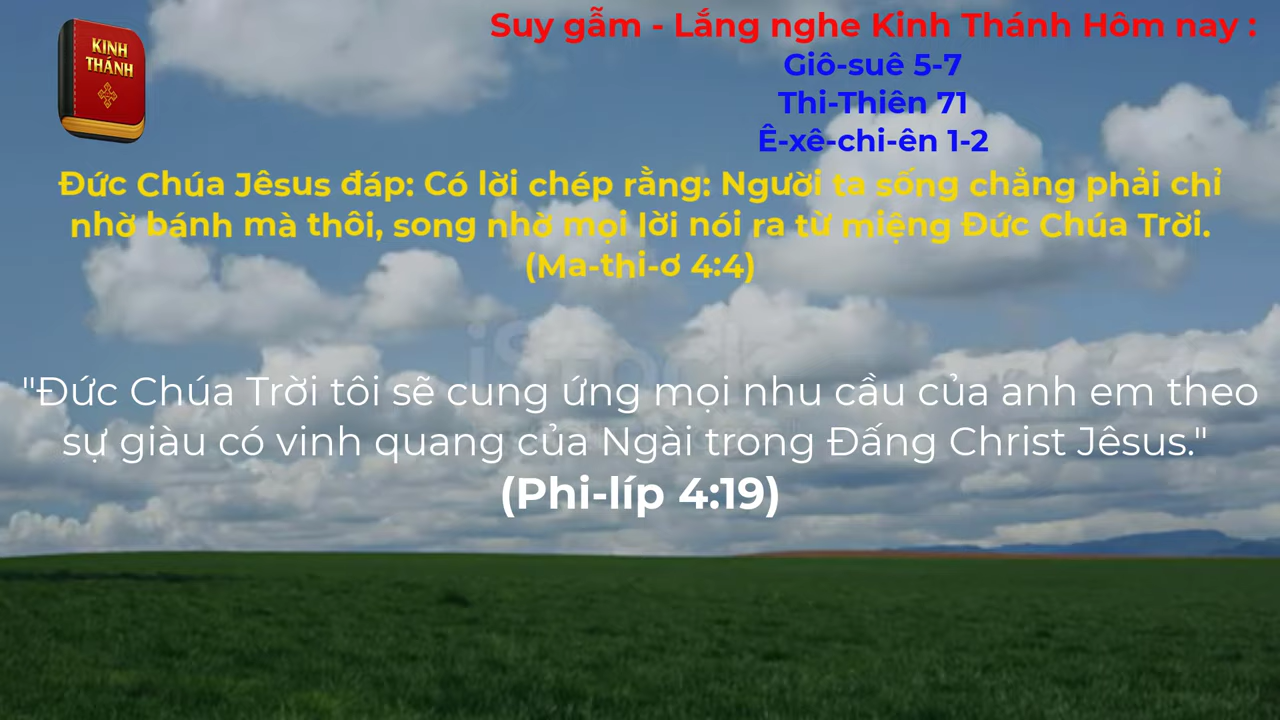 KINH
THÁNH
Suy gẫm - Lắng nghe Kinh Thánh Hôm nay :
Giô-suê 5-7
Thi-Thiên 71
Ê-xê-chi-ên 1-2
Đức Chúa Jêsus đáp: Có lời chép rằng: Người ta sống chẳng phải chỉ
nhờ bánh mà thôi, song nhờ mọi lời nói ra từ miệng Đức Chúa Trời.
(Ma-thi-ơ 4:4)
iStock
"Đức Chúa Trời tôi sẽ cung ứng mọi nhu cầu của anh em theo
sự giàu có vinh quang của Ngài trong Đấng Christ Jêsus."
(Phi-líp 4:19)